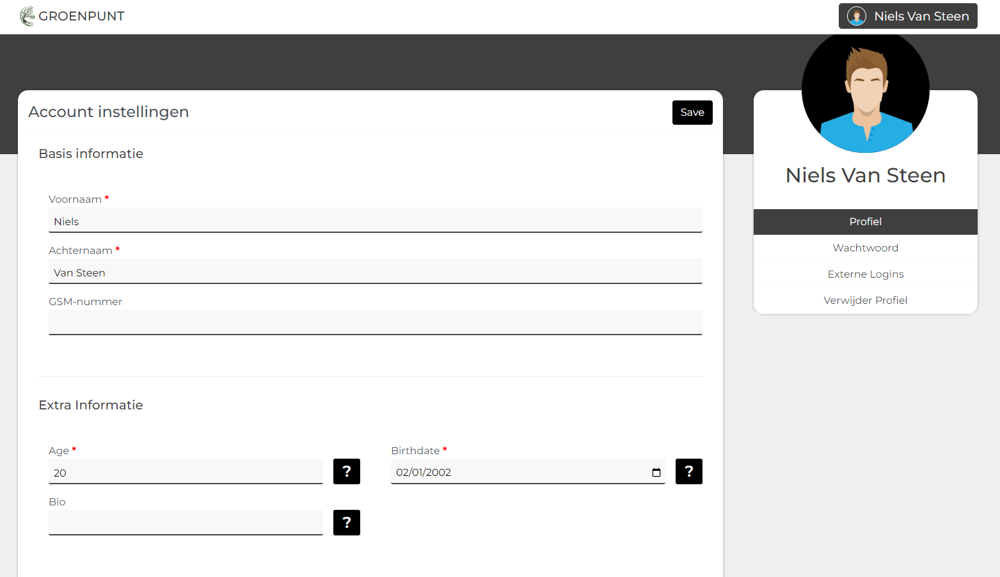 GROENPUNT
Niels Van Steen
Account instellingen
Save
Basis informatie
Voornaam *
Niels
Achternaam *
Van Steen
GSM-nummer
Extra Informatie
Age *
20
?
Birthdate *
02/01/2002
?
Bio
?
Niels Van Steen
Profiel
Wachtwoord
Externe Logins
Verwijder Profiel